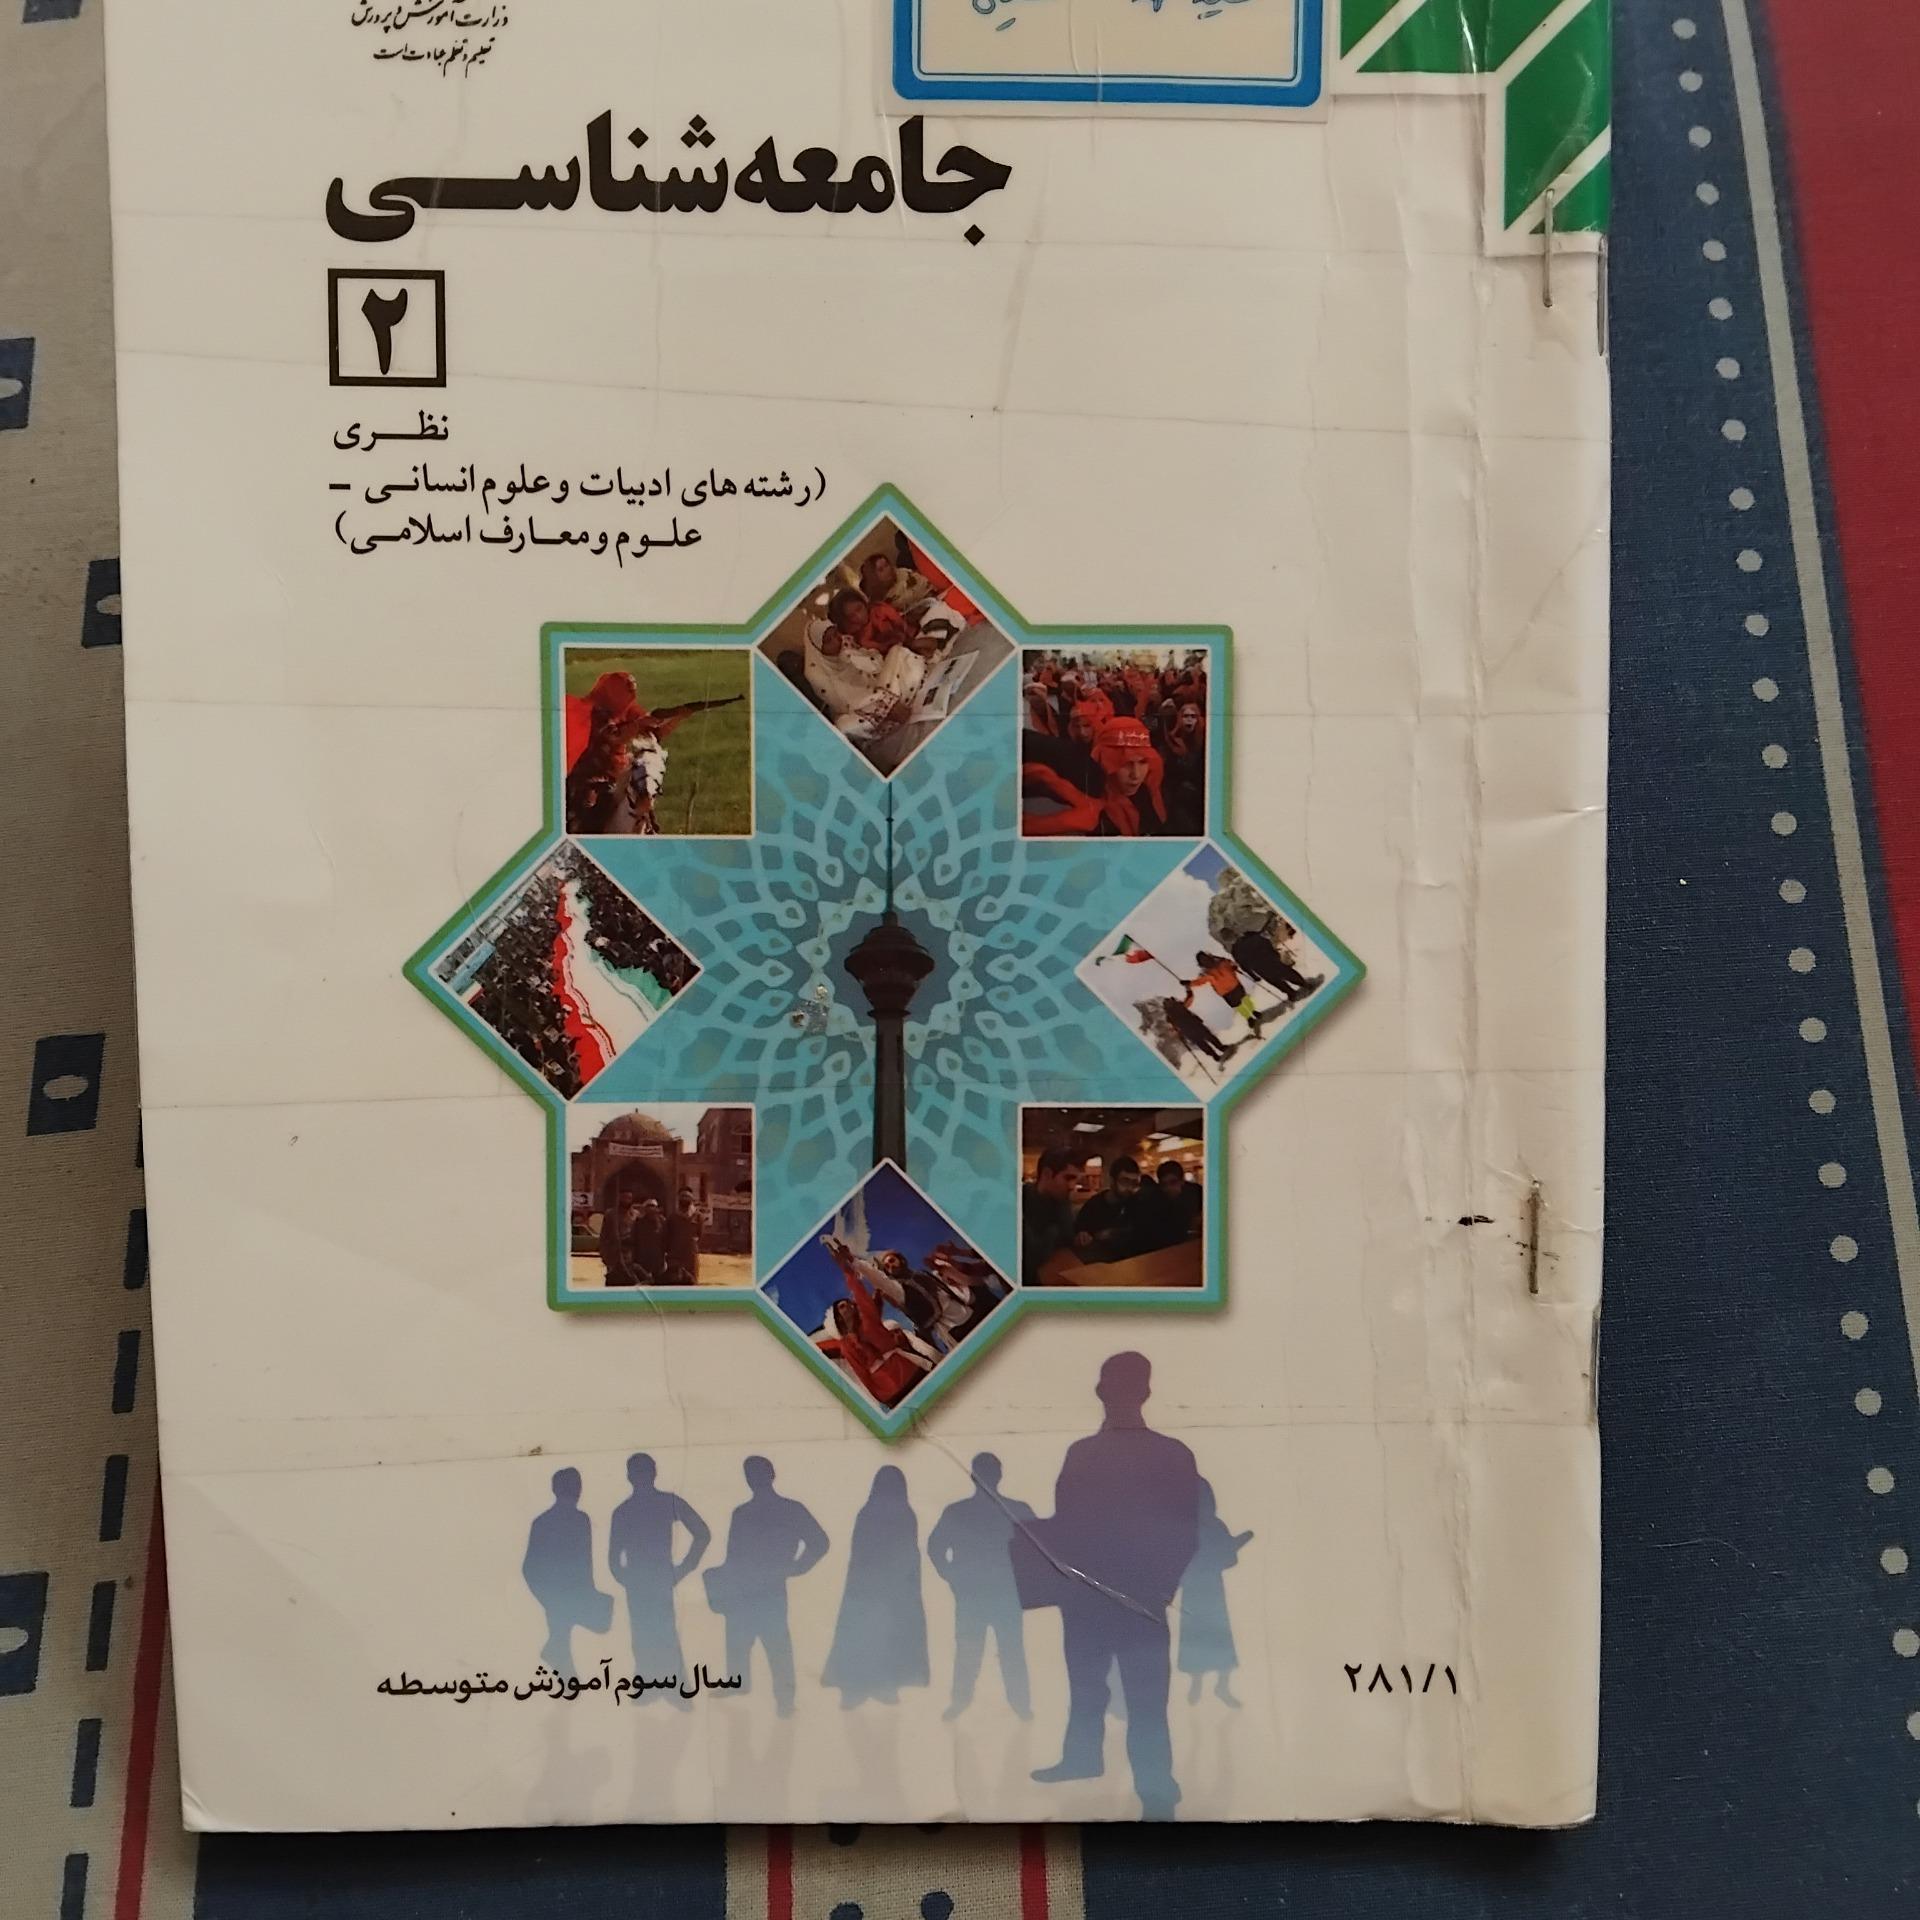 وزارت آموزش و پرورش
تعلیم و تعلم عبادت است
جامعه‌شناسی
۲
نظری
(رشته‌های ادبیات و علوم انسانی -
علوم و معارف اسلامی)
سال سوم آموزش متوسطه
۲۸۱/۱